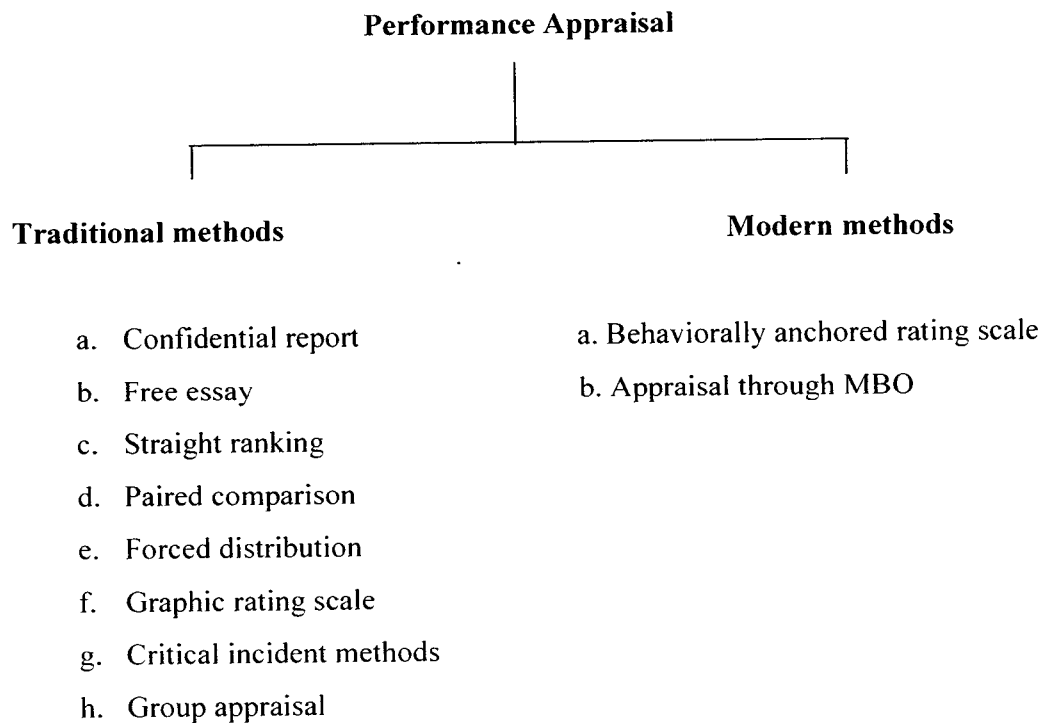 Performance Appraisal
Traditional methods
a. Confidential report
b. Free essay
c. Straight ranking
d. Paired comparison
e. Forced distribution
f. Graphic rating scale
g. Critical incident methods
h. Group appraisal
Modern methods
a. Behaviorally anchored rating scale
b. Appraisal through MBO